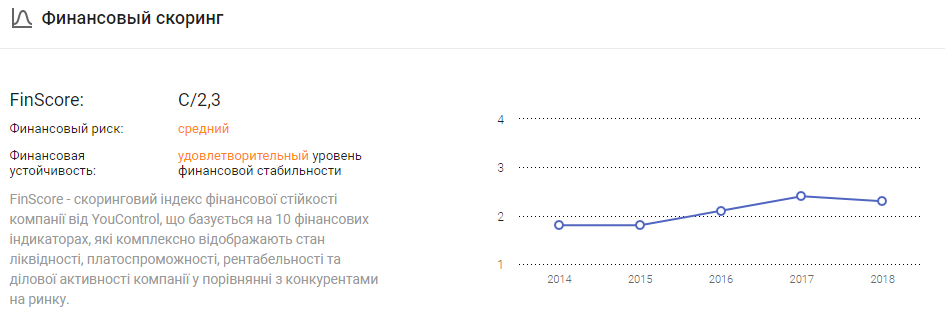 Финансовый скоринг
FinScore: C/2,3
Финансовый риск: средний
Финансовая устойчивость: удовлетворительный уровень финансовой стабильности
FinScore - скоринговий індекс фінансової стійкості
компанії від YouControl, що базується на 10 фінансових
індикаторах, які комплексно відображають стан
ліквідності, платоспроможності, рентабельності та
ділової активності компанії у порівнянні з конкурентами
на ринку.
4
3
2
1
2014 2015 2016 2017 2018